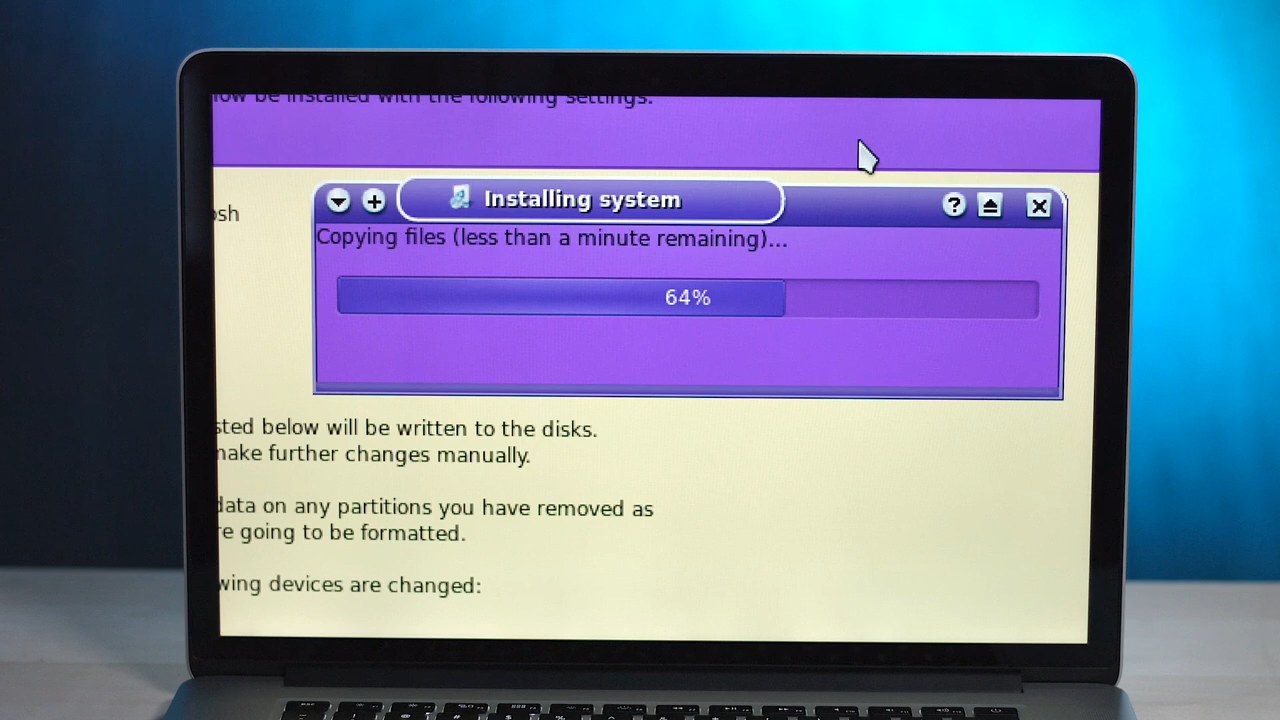 now be installed with the following settings:
osh
Installing system
Copying files (less than a minute remaining)...
64%
sted below will be written to the disks.
make further changes manually.
data on any partitions you have removed as
re going to be formatted.
wing devices are changed: